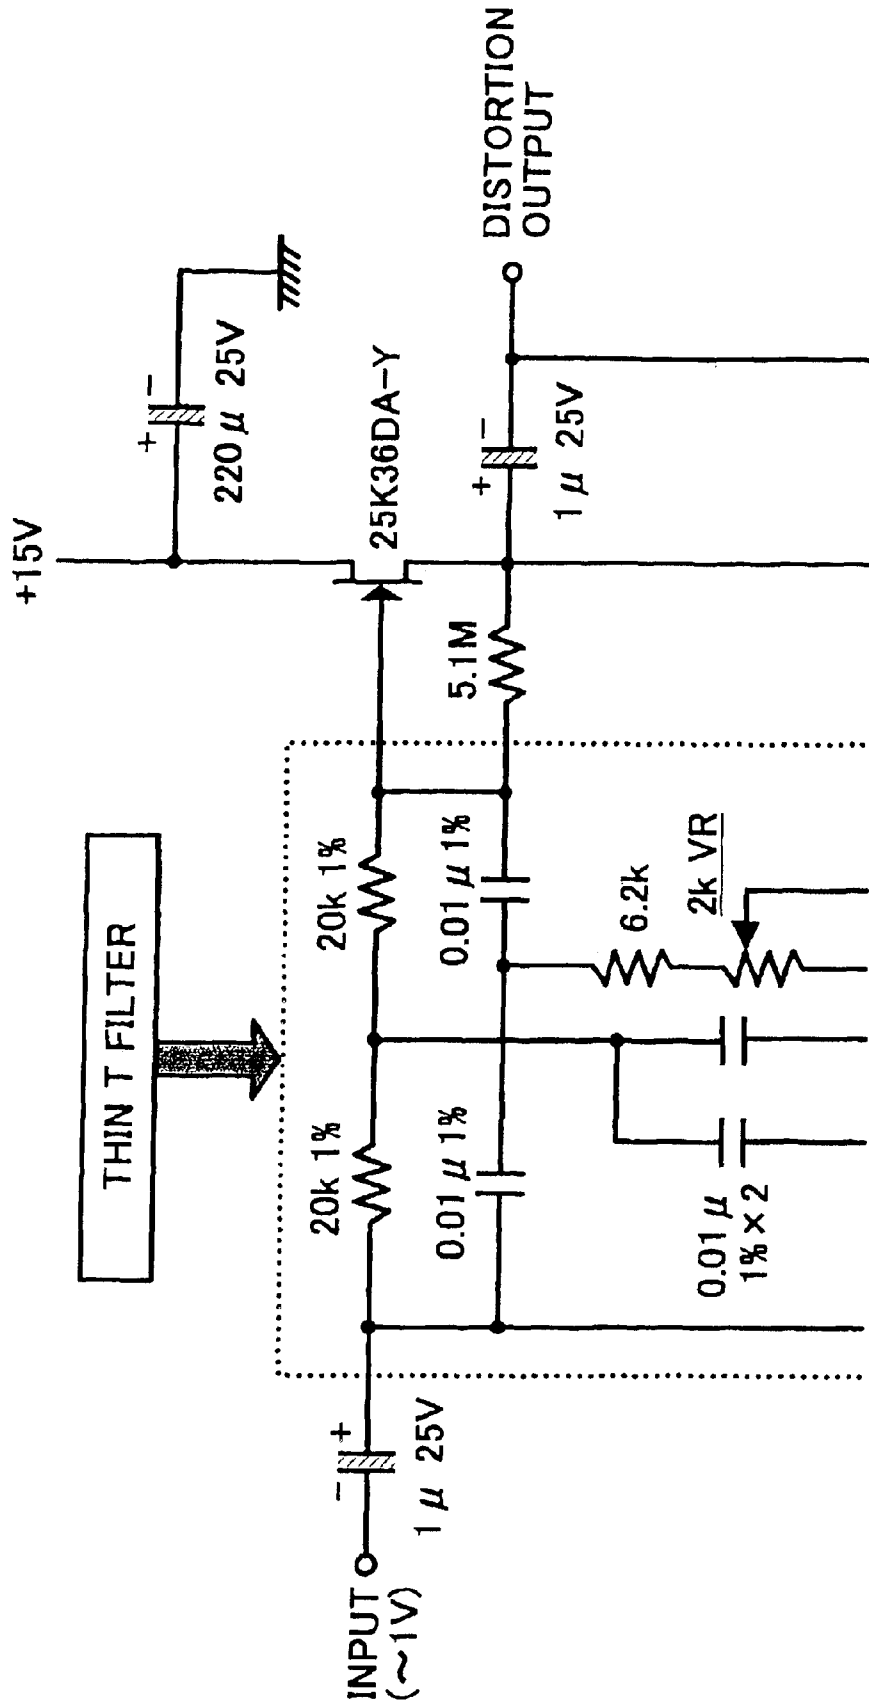 THIN T FILTER
+15V
+ −
220μ 25V
25K36DA-Y
DISTORTION
OUTPUT
+ −
1μ 25V
5.1M
20k 1%
20k 1%
0.01μ 1%
0.01μ 1%
6.2k
2k VR
0.01μ
1% × 2
− +
1μ 25V
INPUT
(~1V)